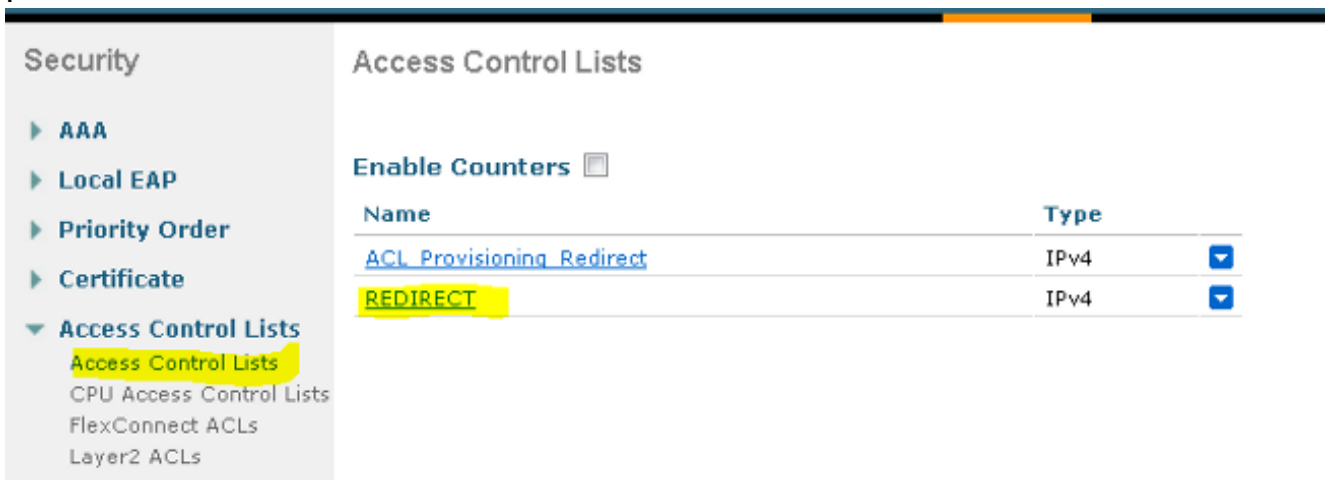 Security
AAA
Local EAP
Priority Order
Certificate
Access Control Lists
Access Control Lists
CPU Access Control Lists
FlexConnect ACLs
Layer2 ACLs
Access Control Lists
Enable Counters
Name Type
ACL_Provisioning_Redirect IPv4
REDIRECT IPv4